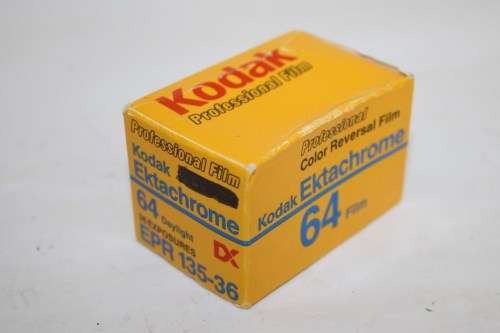 Kodak
Professional Film
Professional
Color Reversal Film
Kodak Ektachrome
64 Film
Professional Film
Kodak
Ektachrome
64 Daylight
36 EXPOSURES
DX
EPR 135-36